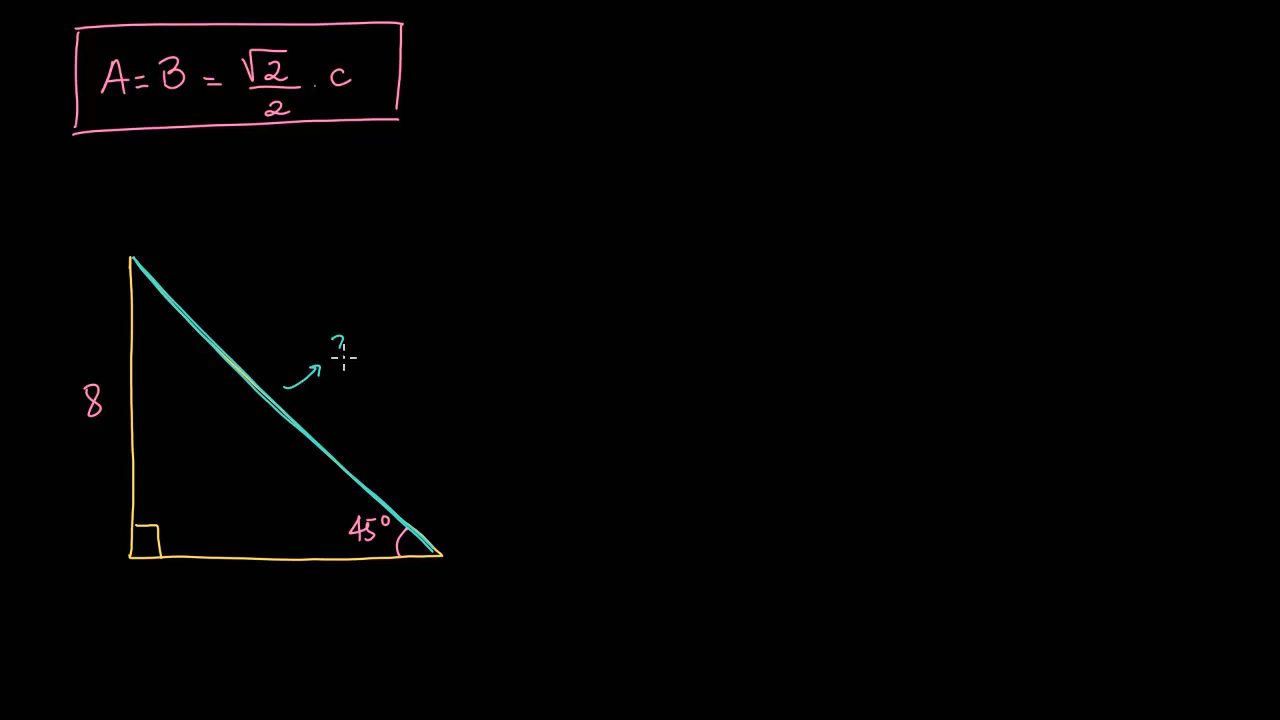 A = B = √2/2 · C
?
8
45°